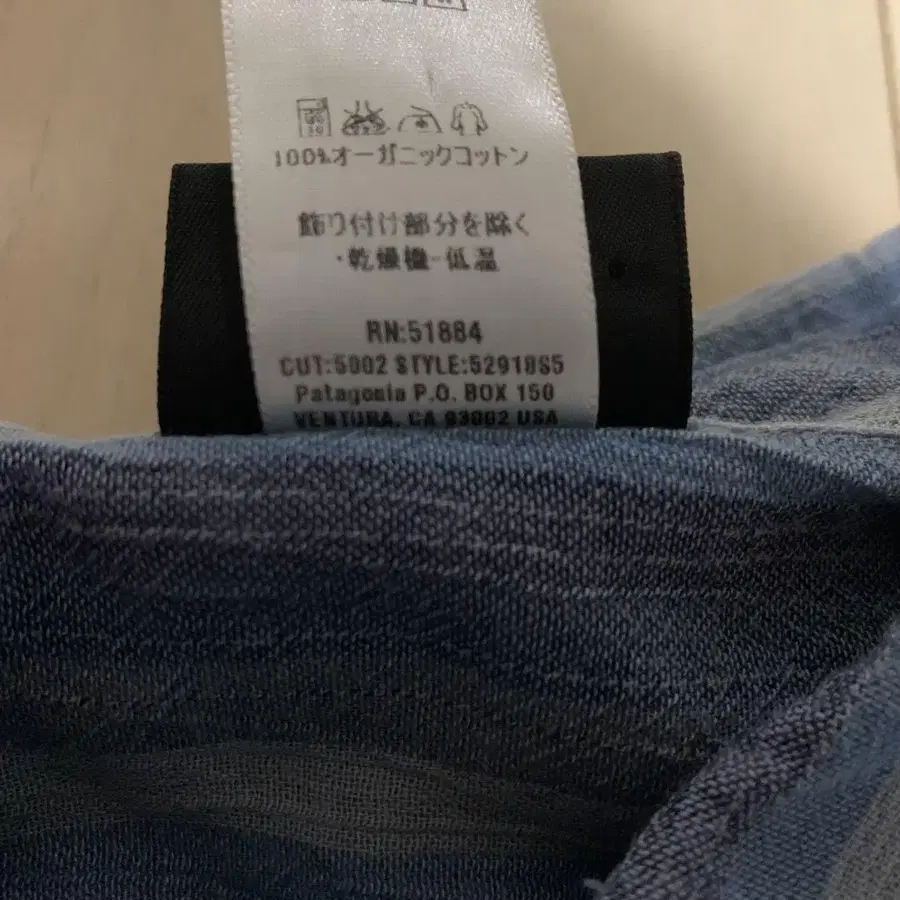 100%オーガニックコットン
飾り付け部分を除く
・乾燥機-低温
RN:51884
CUT:5002 STYLE:52918S5
Patagonia P.O. BOX 150
VENTURA, CA 93002 USA